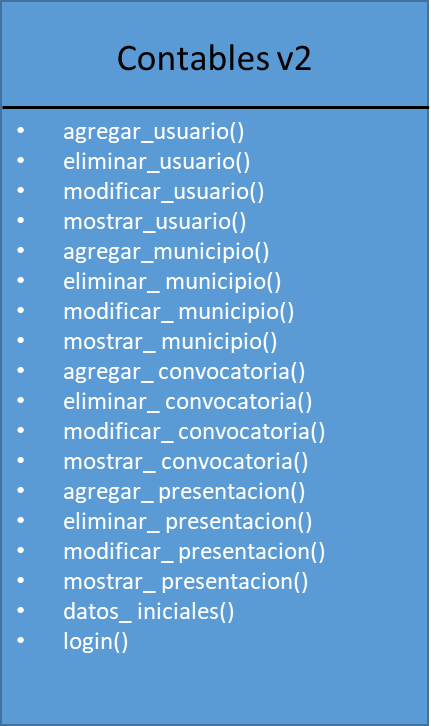 Contables v2
• agregar_usuario()
• eliminar_usuario()
• modificar_usuario()
• mostrar_usuario()
• agregar_municipio()
• eliminar_ municipio()
• modificar_ municipio()
• mostrar_ municipio()
• agregar_ convocatoria()
• eliminar_ convocatoria()
• modificar_ convocatoria()
• mostrar_ convocatoria()
• agregar_ presentacion()
• eliminar_ presentacion()
• modificar_ presentacion()
• mostrar_ presentacion()
• datos_ iniciales()
• login()